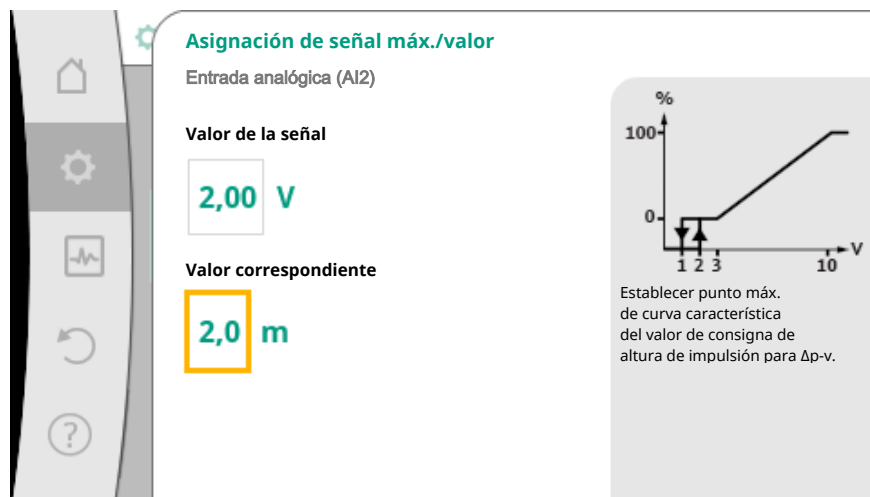 Asignación de señal máx./valor
Entrada analógica (AI2)
Valor de la señal
2,00 V
Valor correspondiente
2,0 m
%
100
0
1 2 3 10 V
Establecer punto máx.
de curva característica
del valor de consigna de
altura de impulsión para Δp-v.
?